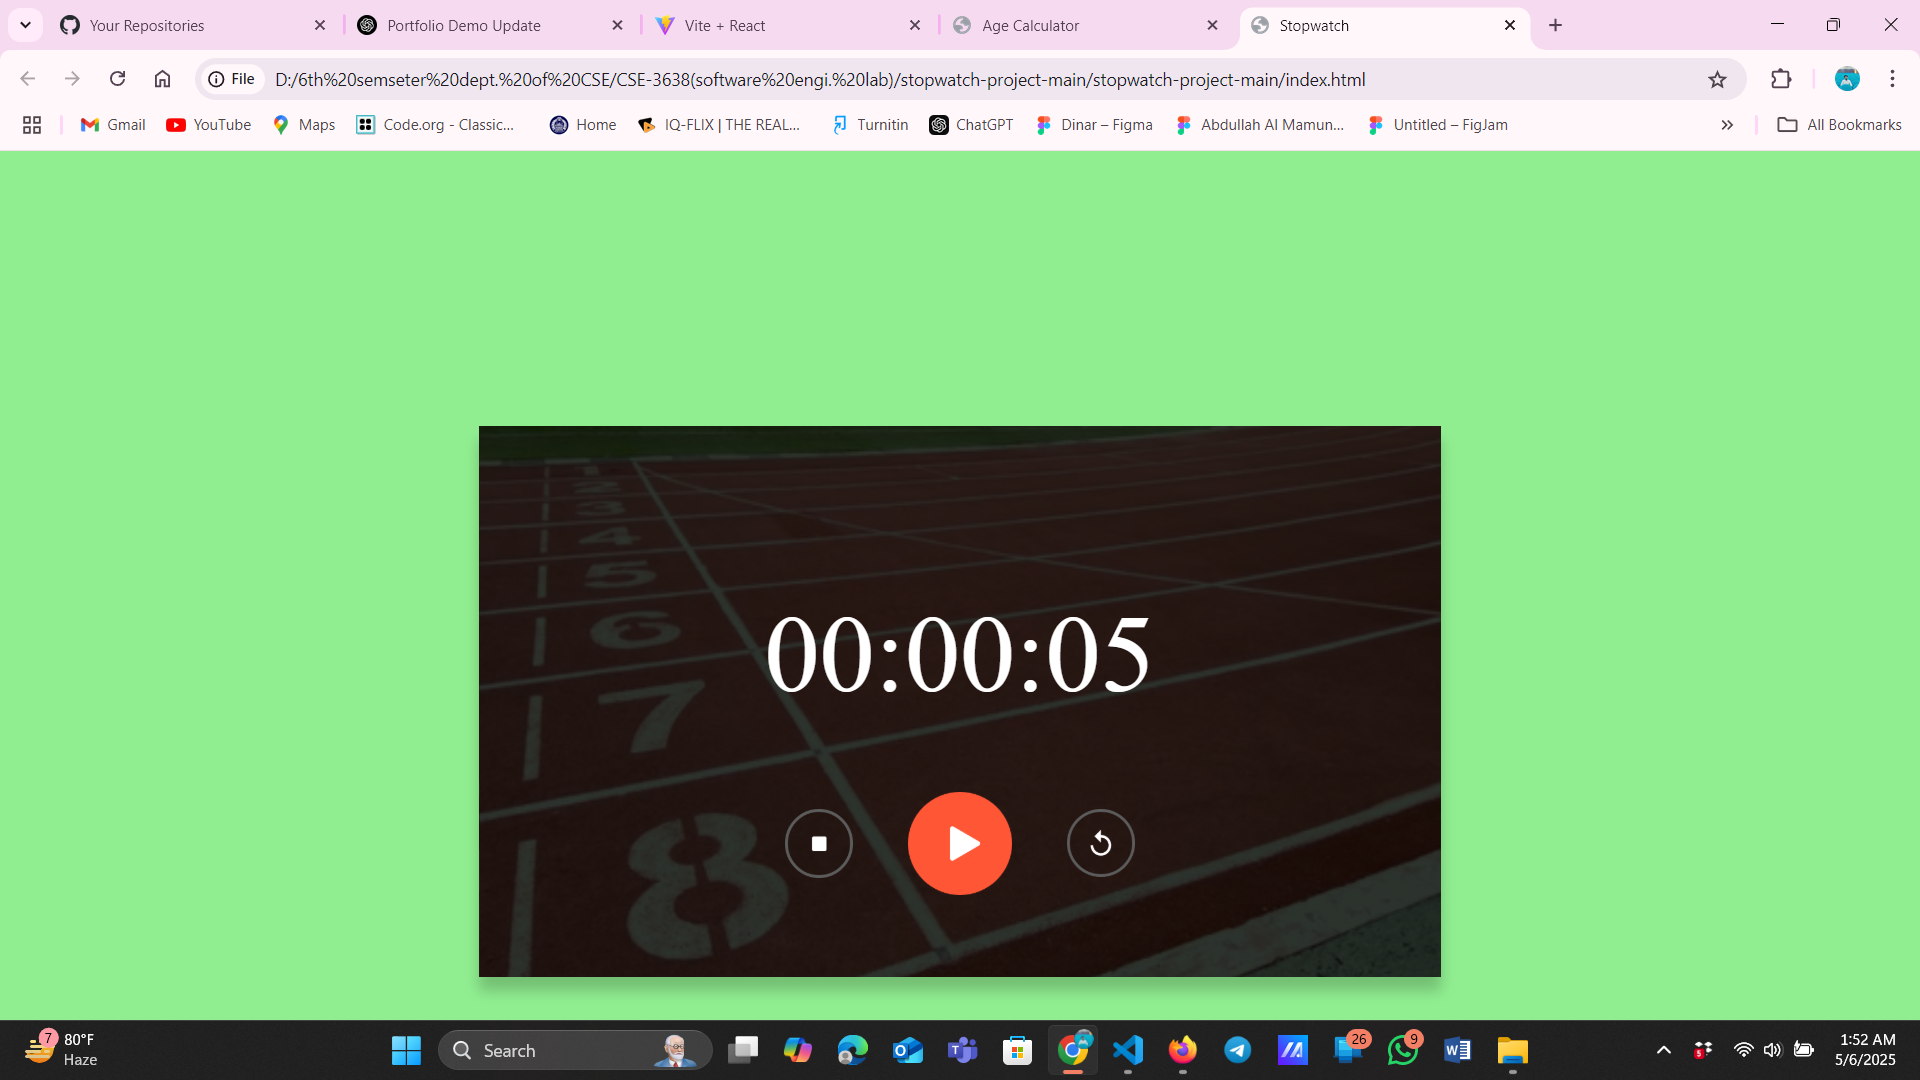 Your Repositories
Portfolio Demo Update
Vite + React
Age Calculator
Stopwatch
File
D:/6th%20semseter%20dept.%20of%20CSE/CSE-3638(software%20engi.%20lab)/stopwatch-project-main/stopwatch-project-main/index.html
Gmail
YouTube
Maps
Code.org - Classic...
Home
IQ-FLIX | THE REAL...
Turnitin
ChatGPT
Dinar – Figma
Abdullah Al Mamun...
Untitled – FigJam
All Bookmarks
1
2
3
4
5
6
7
8
00:00:05
7
80°F
Haze
Search
26
9
5
1:52 AM
5/6/2025